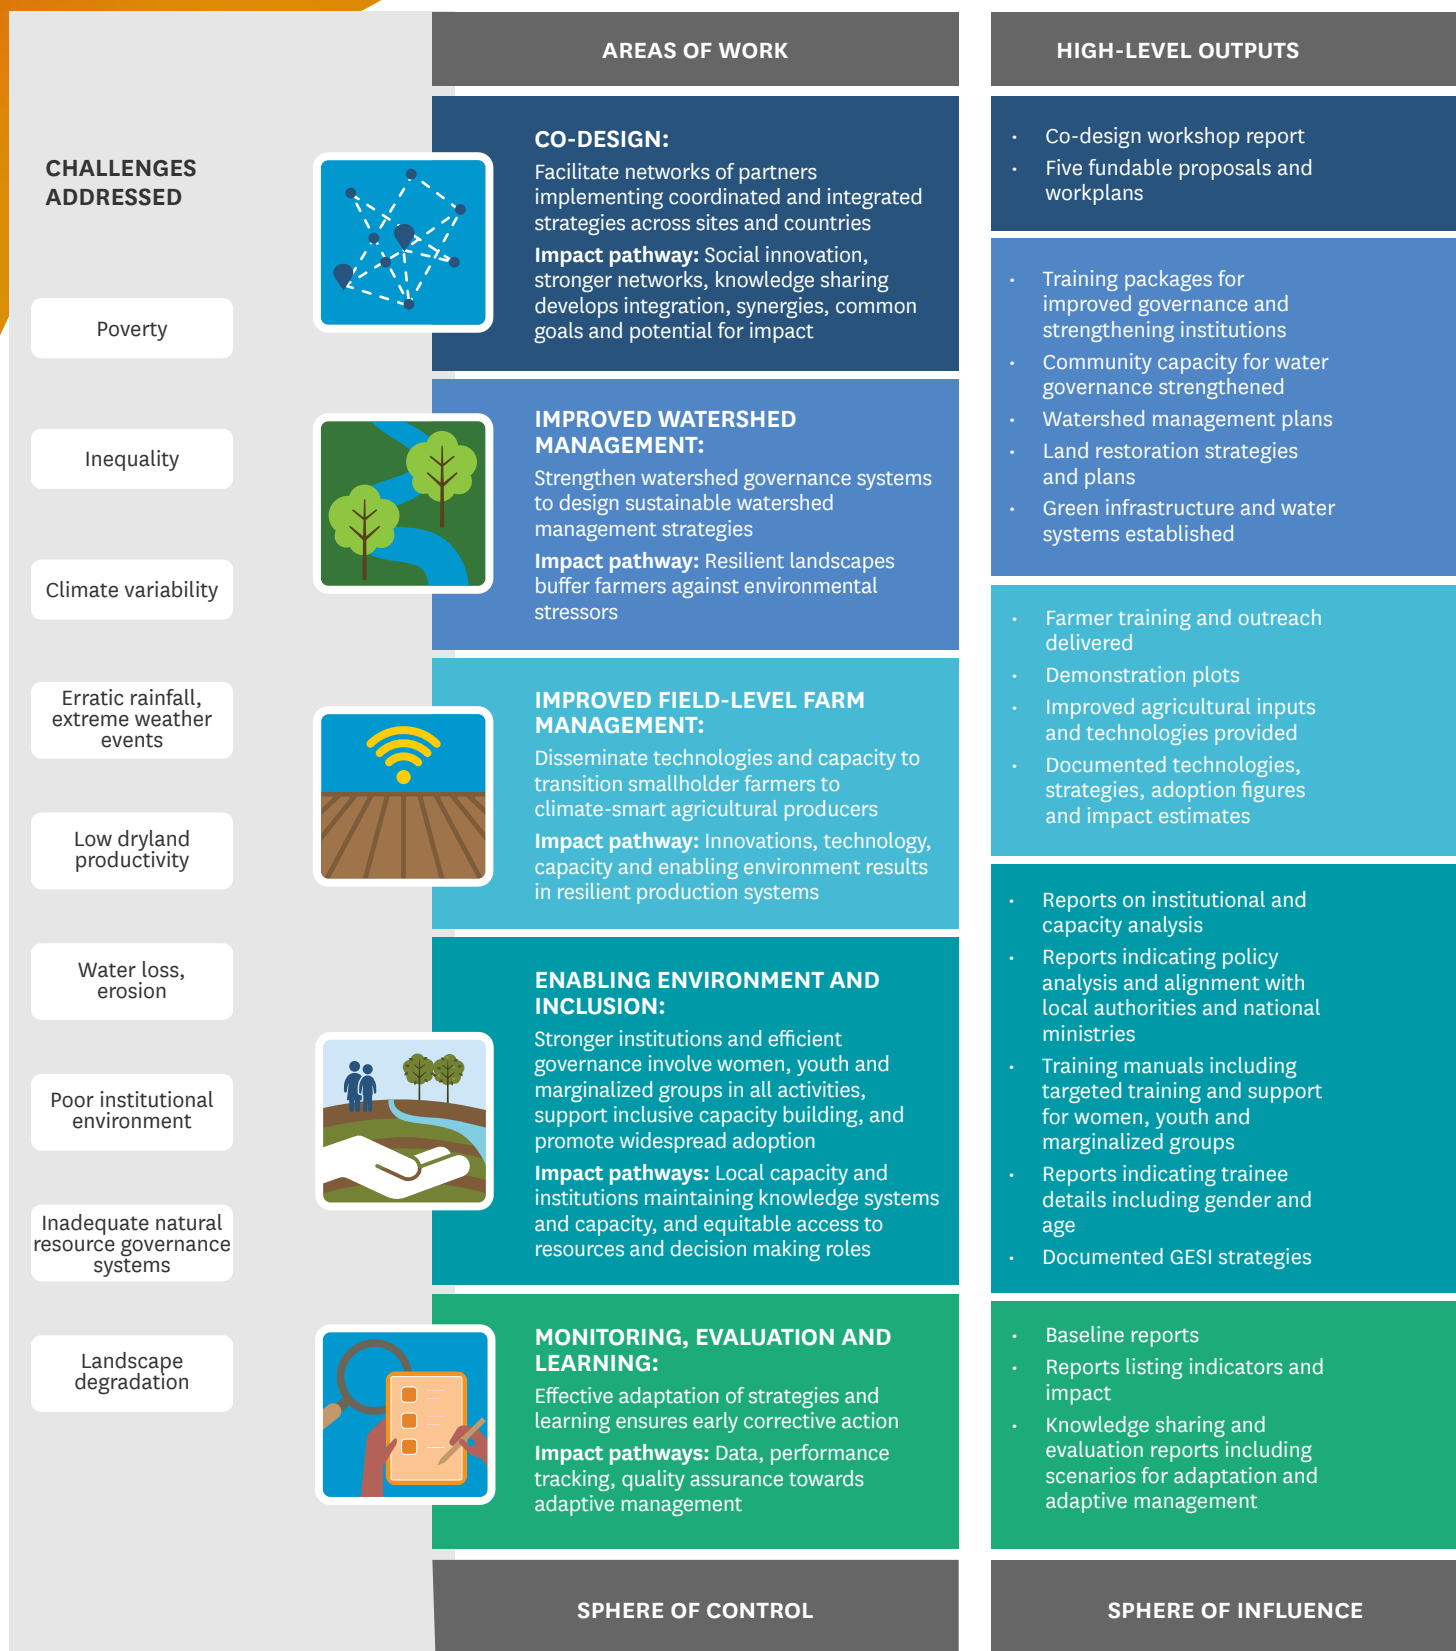 CHALLENGES
ADDRESSED
Poverty
Inequality
Climate variability
Erratic rainfall,
extreme weather
events
Low dryland
productivity
Water loss,
erosion
Poor institutional
environment
Inadequate natural
resource governance
systems
Landscape
degradation
AREAS OF WORK
CO-DESIGN:
Facilitate networks of partners
implementing coordinated and integrated
strategies across sites and countries
Impact pathway: Social innovation,
stronger networks, knowledge sharing
develops integration, synergies, common
goals and potential for impact
IMPROVED WATERSHED
MANAGEMENT:
Strengthen watershed governance systems
to design sustainable watershed
management strategies
Impact pathway: Resilient landscapes
buffer farmers against environmental
stressors
IMPROVED FIELD-LEVEL FARM
MANAGEMENT:
Disseminate technologies and capacity to
transition smallholder farmers to
climate-smart agricultural producers
Impact pathway: Innovations, technology,
capacity and enabling environment results
in resilient production systems
ENABLING ENVIRONMENT AND
INCLUSION:
Stronger institutions and efficient
governance involve women, youth and
marginalized groups in all activities,
support inclusive capacity building, and
promote widespread adoption
Impact pathways: Local capacity and
institutions maintaining knowledge systems
and capacity, and equitable access to
resources and decision making roles
MONITORING, EVALUATION AND
LEARNING:
Effective adaptation of strategies and
learning ensures early corrective action
Impact pathways: Data, performance
tracking, quality assurance towards
adaptive management
SPHERE OF CONTROL
HIGH-LEVEL OUTPUTS
• Co-design workshop report
• Five fundable proposals and
workplans
• Training packages for
improved governance and
strengthening institutions
• Community capacity for water
governance strengthened
• Watershed management plans
• Land restoration strategies
and plans
• Green infrastructure and water
systems established
• Farmer training and outreach
delivered
• Demonstration plots
• Improved agricultural inputs
and technologies provided
• Documented technologies,
strategies, adoption figures
and impact estimates
• Reports on institutional and
capacity analysis
• Reports indicating policy
analysis and alignment with
local authorities and national
ministries
• Training manuals including
targeted training and support
for women, youth and
marginalized groups
• Reports indicating trainee
details including gender and
age
• Documented GESI strategies
• Baseline reports
• Reports listing indicators and
impact
• Knowledge sharing and
evaluation reports including
scenarios for adaptation and
adaptive management
SPHERE OF INFLUENCE